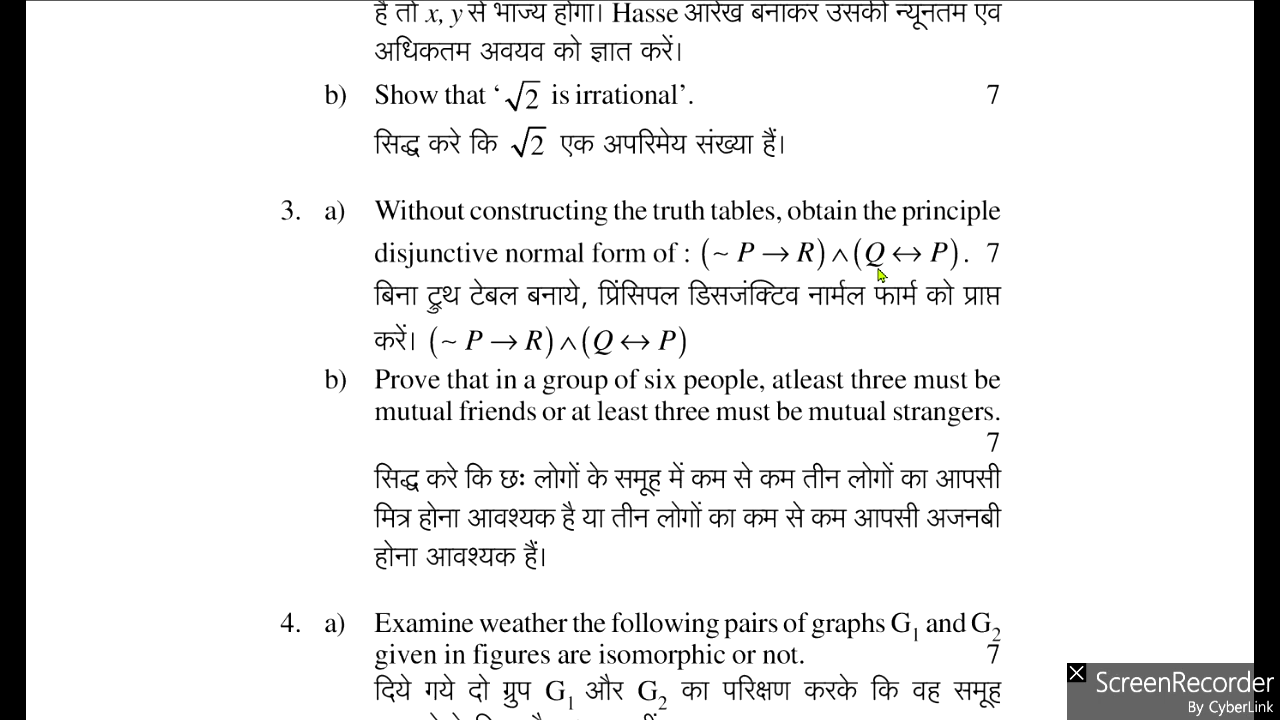 है तो x, y से भाज्य होगा। Hasse आरेख बनाकर उसकी न्यूनतम एवं
अधिकतम अवयव को ज्ञात करें।
b) Show that ‘ √2 is irrational’. 7
सिद्ध करे कि √2 एक अपरिमेय संख्या हैं।
3. a) Without constructing the truth tables, obtain the principle
disjunctive normal form of : (~ P → R) ∧ (Q ↔ P). 7
बिना ट्रुथ टेबल बनाये, प्रिंसिपल डिसजंक्टिव नार्मल फार्म को प्राप्त
करें। (~ P → R) ∧ (Q ↔ P)
b) Prove that in a group of six people, atleast three must be
mutual friends or at least three must be mutual strangers.
7
सिद्ध करे कि छः लोगों के समूह में कम से कम तीन लोगों का आपसी
मित्र होना आवश्यक है या तीन लोगों का कम से कम आपसी अजनबी
होना आवश्यक हैं।
4. a) Examine weather the following pairs of graphs G₁ and G₂
given in figures are isomorphic or not. 7
दिये गये दो ग्रुप G₁ और G₂ का परिक्षण करके कि वह समूह
ScreenRecorder
By CyberLink